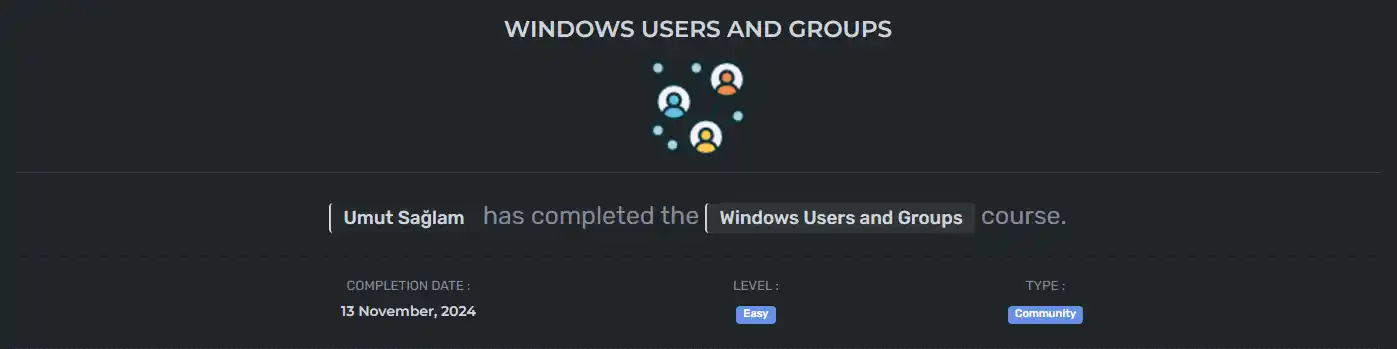 WINDOWS USERS AND GROUPS
Umut Sağlam has completed the Windows Users and Groups course.
COMPLETION DATE : LEVEL : TYPE :
13 November, 2024 Easy Community